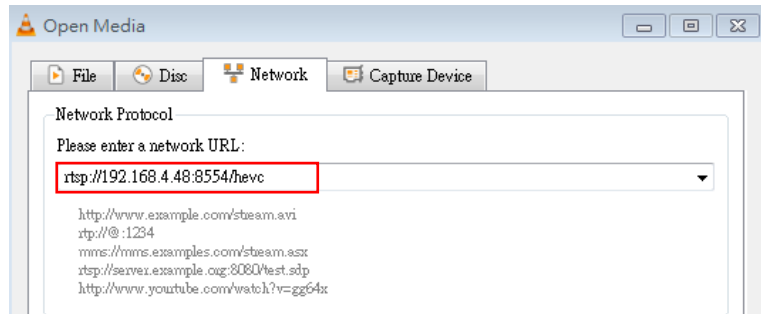 Open Media
File Disc Network Capture Device
Network Protocol
Please enter a network URL:
rtsp://192.168.4.48:8554/hevc
http://www.example.com/stream.avi
rtp://@:1234
mms://mms.examples.com/stream.asx
rtsp://server.example.org:8080/test.sdp
http://www.yourtube.com/watch?v=gg64x